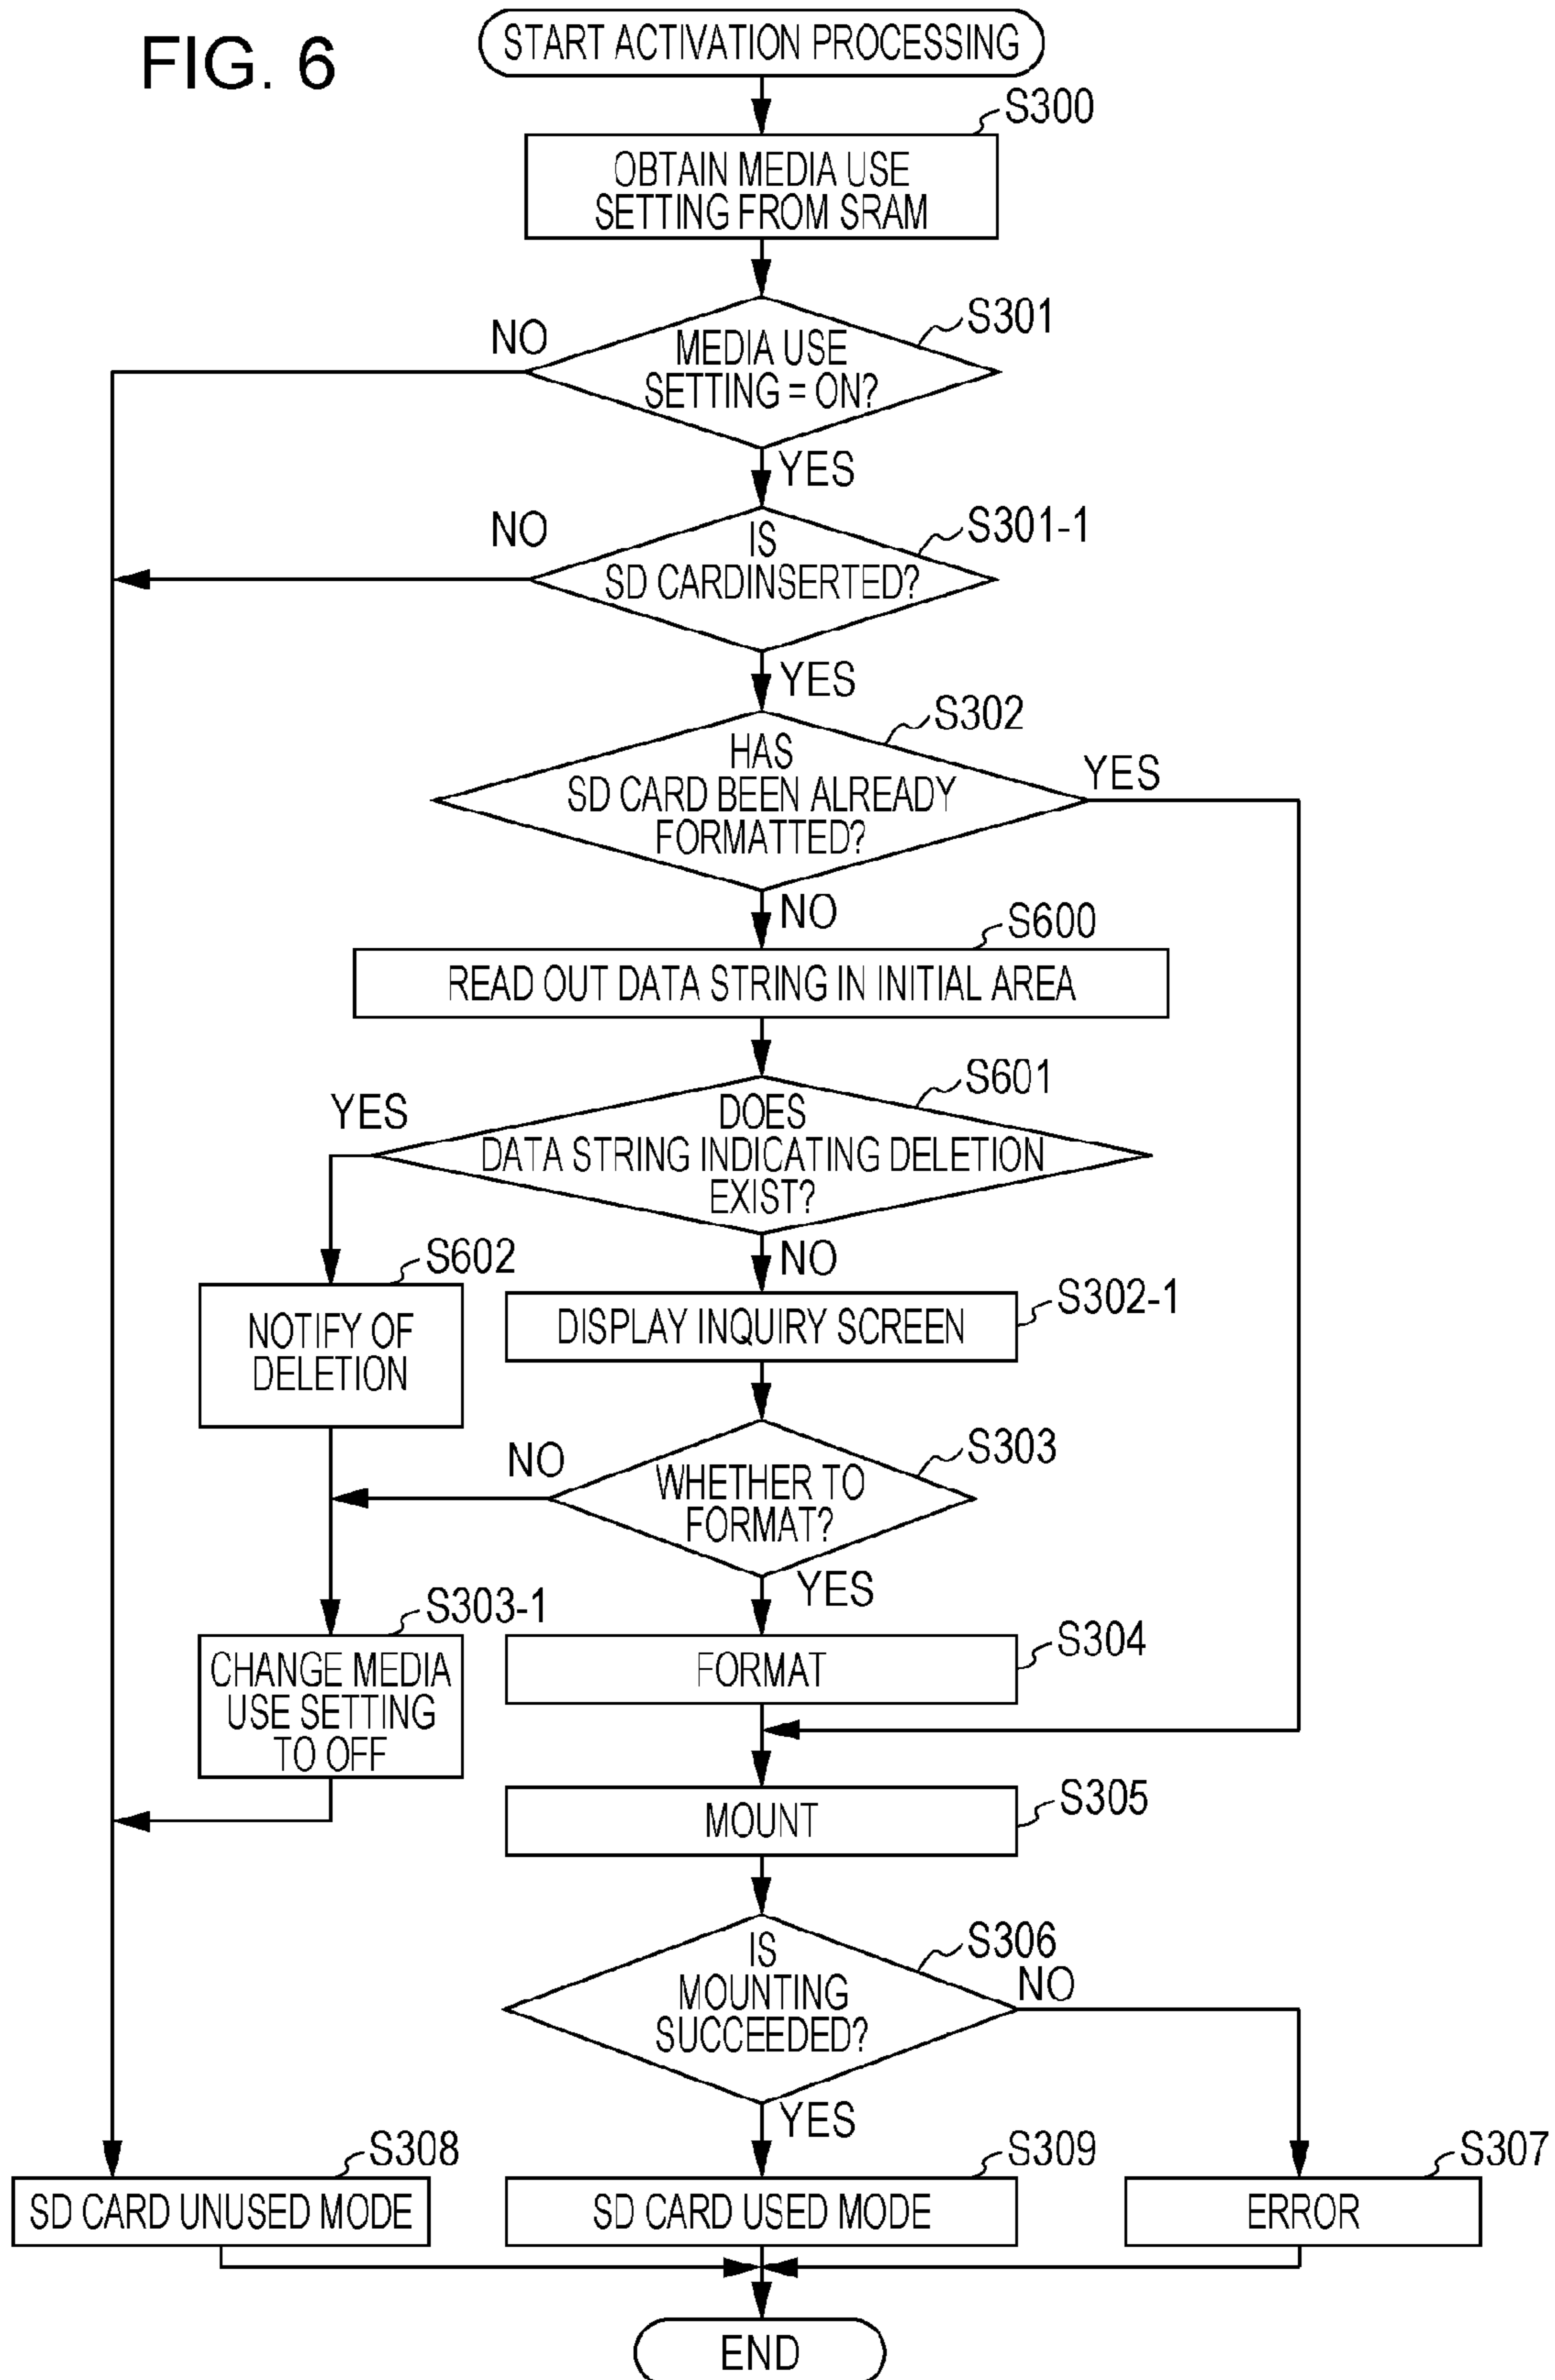 FIG. 6
START ACTIVATION PROCESSING
S300
OBTAIN MEDIA USE
SETTING FROM SRAM
S301
NO
MEDIA USE
SETTING = ON?
YES
S301-1
NO
IS
SD CARDINSERTED?
YES
S302
HAS
SD CARD BEEN ALREADY
FORMATTED?
YES
NO
S600
READ OUT DATA STRING IN INITIAL AREA
S601
YES
DOES
DATA STRING INDICATING DELETION
EXIST?
NO
S602
NOTIFY OF
DELETION
S302-1
DISPLAY INQUIRY SCREEN
S303
NO
WHETHER TO
FORMAT?
YES
S303-1
CHANGE MEDIA
USE SETTING
TO OFF
S304
FORMAT
S305
MOUNT
S306
IS
MOUNTING
SUCCEEDED?
NO
YES
S308
SD CARD UNUSED MODE
S309
SD CARD USED MODE
S307
ERROR
END